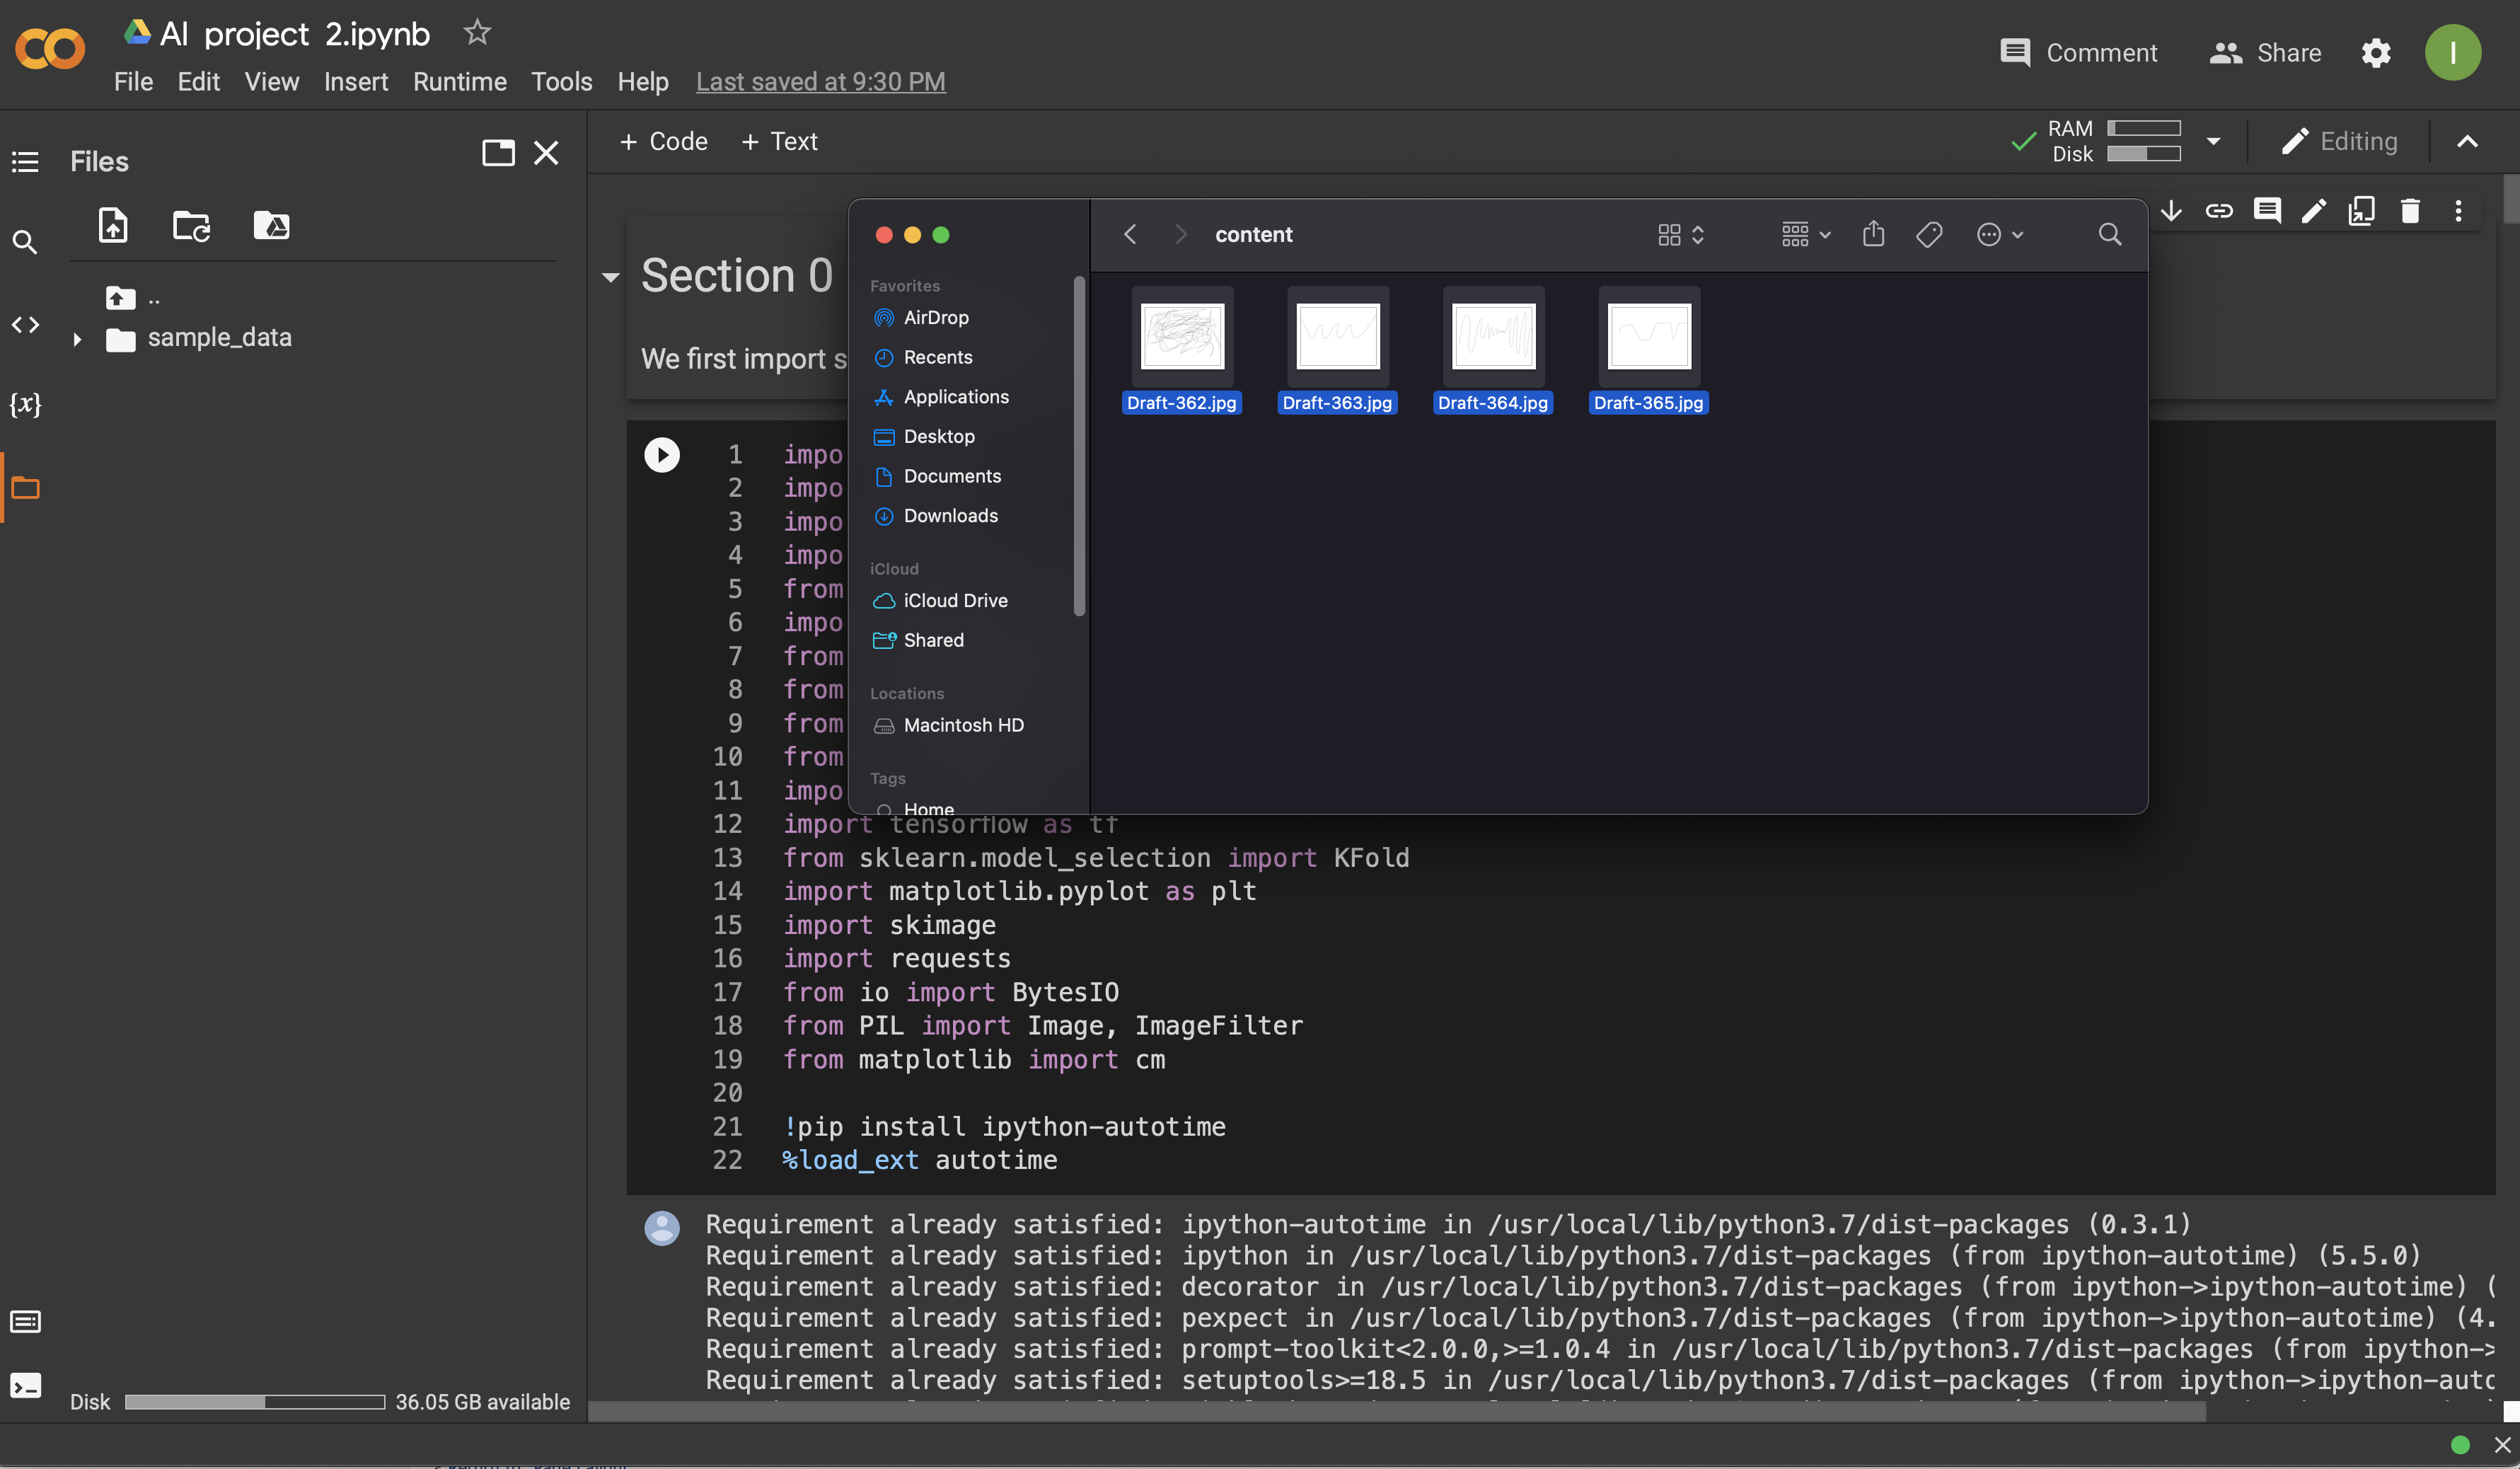 AI project 2.ipynb
File Edit View Insert Runtime Tools Help Last saved at 9:30 PM
Comment Share I
Files
+ Code + Text
RAM
Disk
Editing
..
sample_data
Section 0
We first import s
content
Favorites
AirDrop
Recents
Applications
Desktop
Documents
Downloads
iCloud
iCloud Drive
Shared
Locations
Macintosh HD
Tags
Home
Draft-362.jpg Draft-363.jpg Draft-364.jpg Draft-365.jpg
1 impo
2 impo
3 impo
4 impo
5 from
6 impo
7 from
8 from
9 from
10 from
11 impo
12 import tensorflow as tf
13 from sklearn.model_selection import KFold
14 import matplotlib.pyplot as plt
15 import skimage
16 import requests
17 from io import BytesIO
18 from PIL import Image, ImageFilter
19 from matplotlib import cm
20
21 !pip install ipython-autotime
22 %load_ext autotime
Requirement already satisfied: ipython-autotime in /usr/local/lib/python3.7/dist-packages (0.3.1)
Requirement already satisfied: ipython in /usr/local/lib/python3.7/dist-packages (from ipython-autotime) (5.5.0)
Requirement already satisfied: decorator in /usr/local/lib/python3.7/dist-packages (from ipython->ipython-autotime) (
Requirement already satisfied: pexpect in /usr/local/lib/python3.7/dist-packages (from ipython->ipython-autotime) (4.
Requirement already satisfied: prompt-toolkit<2.0.0,>=1.0.4 in /usr/local/lib/python3.7/dist-packages (from ipython->
Requirement already satisfied: setuptools>=18.5 in /usr/local/lib/python3.7/dist-packages (from ipython->ipython-auto
Disk 36.05 GB available